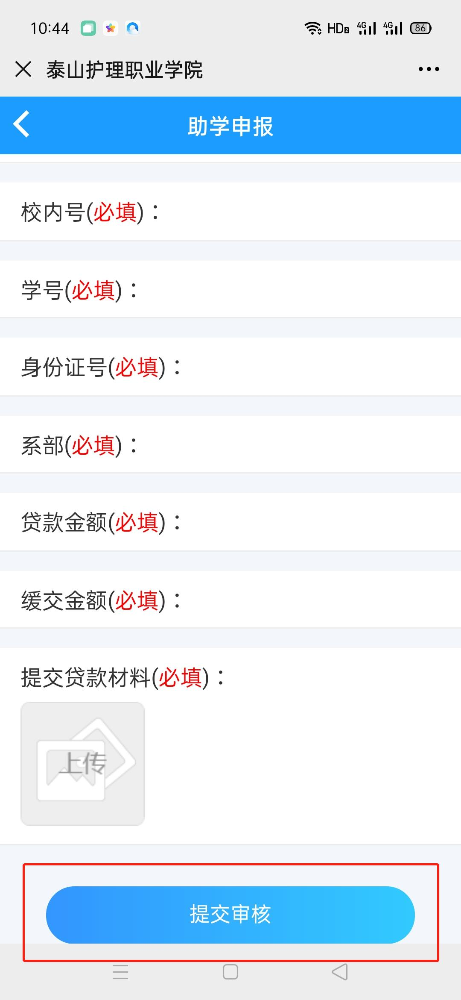 10:44 HD2 4G 4G 86
泰山护理职业学院
助学申报
校内号(必填)：
学号(必填)：
身份证号(必填)：
系部(必填)：
贷款金额(必填)：
缓交金额(必填)：
提交贷款材料(必填)：
上传
提交审核